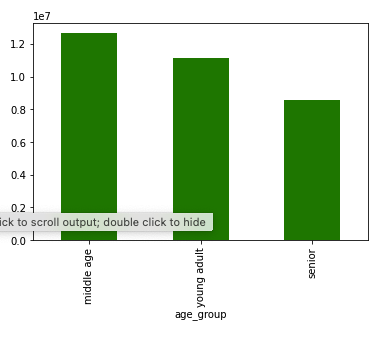 1e7
1.2
1.0
0.8
0.6
0.4
0.2
ick to scroll output; double click to hide
0.0
middle age
young adult
senior
age_group